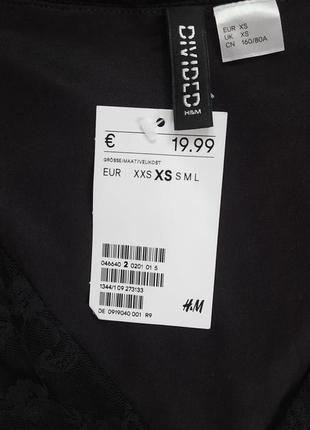 DIVIDED
H&M
EUR XS
UK XS
CN 160/80A
€ 19.99
GRÖSSE/MAAT/VELIKOST
EUR XXS XS S M L
046640 2 0201 01 5
1344/1 09 273133
H&M
DE 0919040 001 R9